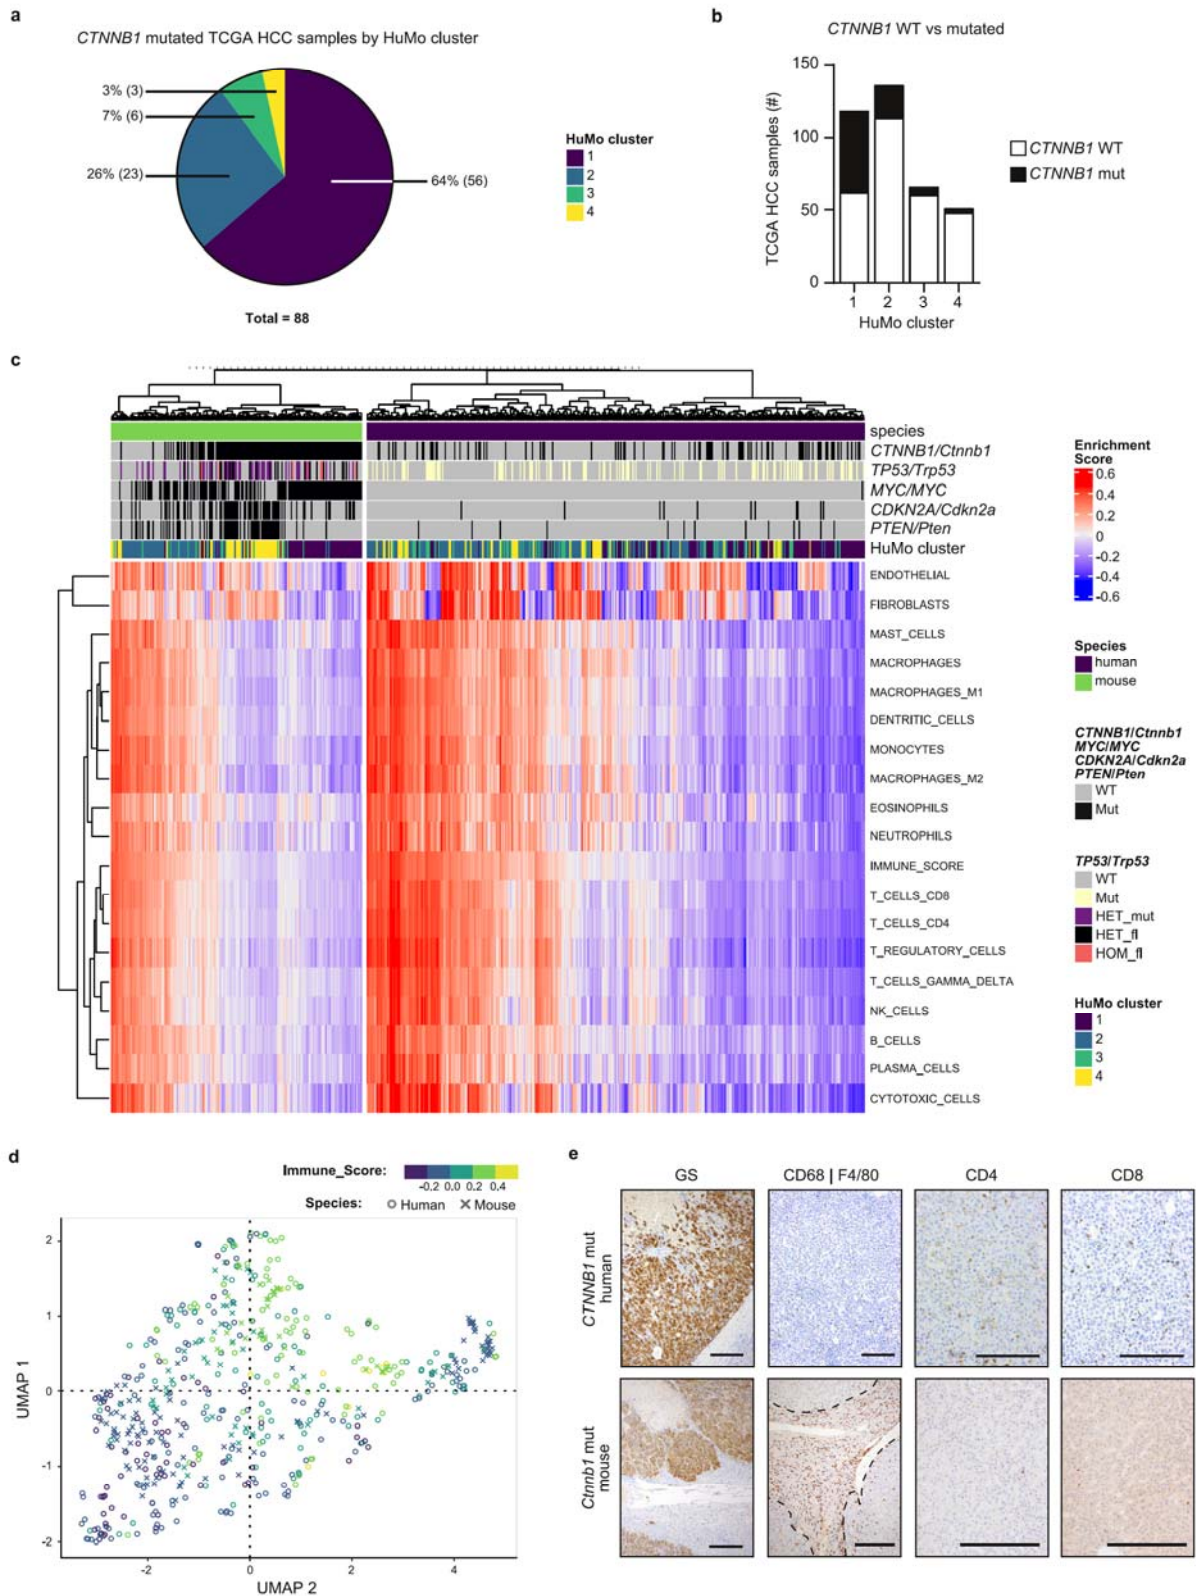 a
CTNNB1 mutated TCGA HCC samples by HuMo cluster
3% (3)
7% (6)
26% (23)
64% (56)
HuMo cluster
1
2
3
4
Total = 88
b
CTNNB1 WT vs mutated
TCGA HCC samples (#)
150
100
50
0
1 2 3 4
HuMo cluster
CTNNB1 WT
CTNNB1 mut
c
species
CTNNB1/Ctnnb1
TP53/Trp53
MYC/MYC
CDKN2A/Cdkn2a
PTEN/Pten
HuMo cluster
ENDOTHELIAL
FIBROBLASTS
MAST_CELLS
MACROPHAGES
MACROPHAGES_M1
DENTRITIC_CELLS
MONOCYTES
MACROPHAGES_M2
EOSINOPHILS
NEUTROPHILS
IMMUNE_SCORE
T_CELLS_CD8
T_CELLS_CD4
T_REGULATORY_CELLS
T_CELLS_GAMMA_DELTA
NK_CELLS
B_CELLS
PLASMA_CELLS
CYTOTOXIC_CELLS
Enrichment
Score
0.6
0.4
0.2
0
-0.2
-0.4
-0.6
Species
human
mouse
CTNNB1/Ctnnb1
MYC/MYC
CDKN2A/Cdkn2a
PTEN/Pten
WT
Mut
TP53/Trp53
WT
Mut
HET_mut
HET_fl
HOM_fl
HuMo cluster
1
2
3
4
d
Immune_Score:
-0.2 0.0 0.2 0.4
Species: Human Mouse
UMAP 1
2
1
0
-1
-2
-2 0 2 4
UMAP 2
e
GS CD68 | F4/80 CD4 CD8
CTNNB1 mut
human
Ctnnb1 mut
mouse